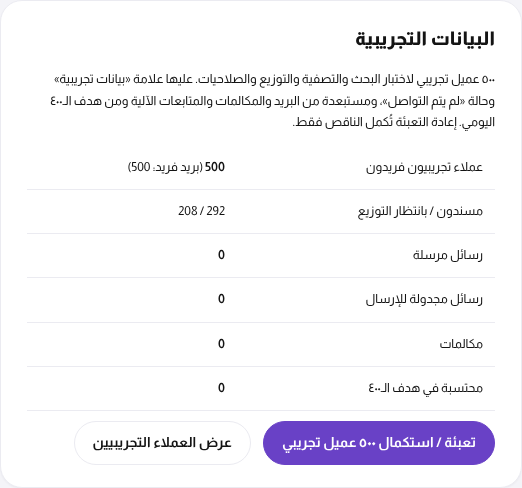 البيانات التجريبية
٥٠٠ عميل تجريبي لاختبار البحث والتصفية والتوزيع والصلاحيات. عليها علامة «بيانات تجريبية»
وحالة «لم يتم التواصل»، ومستبعدة من البريد والمكالمات والمتابعات الآلية ومن هدف الـ٤٠٠
اليومي. إعادة التعبئة تُكمل الناقص فقط.
عملاء تجريبيون فريدون 500 (بريد فريد: 500)
مسندون / بانتظار التوزيع 292 / 208
رسائل مرسلة 0
رسائل مجدولة للإرسال 0
مكالمات 0
محتسبة في هدف الـ٤٠٠ 0
تعبئة / استكمال ٥٠٠ عميل تجريبي
عرض العملاء التجريبيين